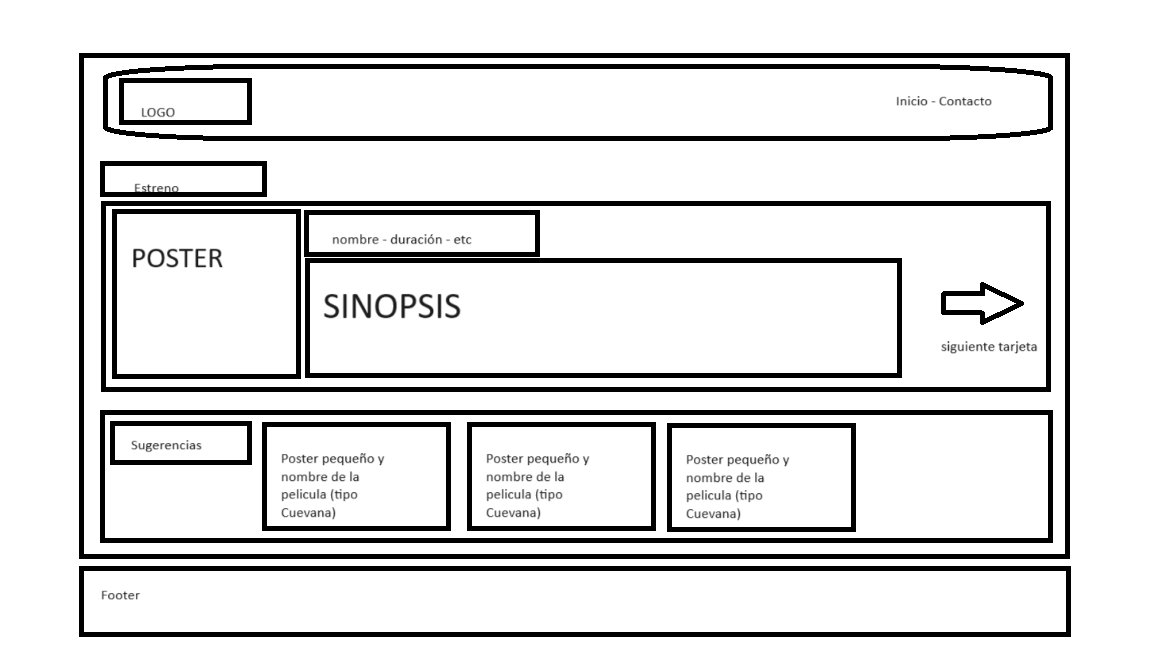 LOGO
Inicio - Contacto
Estreno
POSTER
nombre - duración - etc
SINOPSIS
siguiente tarjeta
Sugerencias
Poster pequeño y
nombre de la
pelicula (tipo
Cuevana)
Poster pequeño y
nombre de la
pelicula (tipo
Cuevana)
Poster pequeño y
nombre de la
pelicula (tipo
Cuevana)
Footer